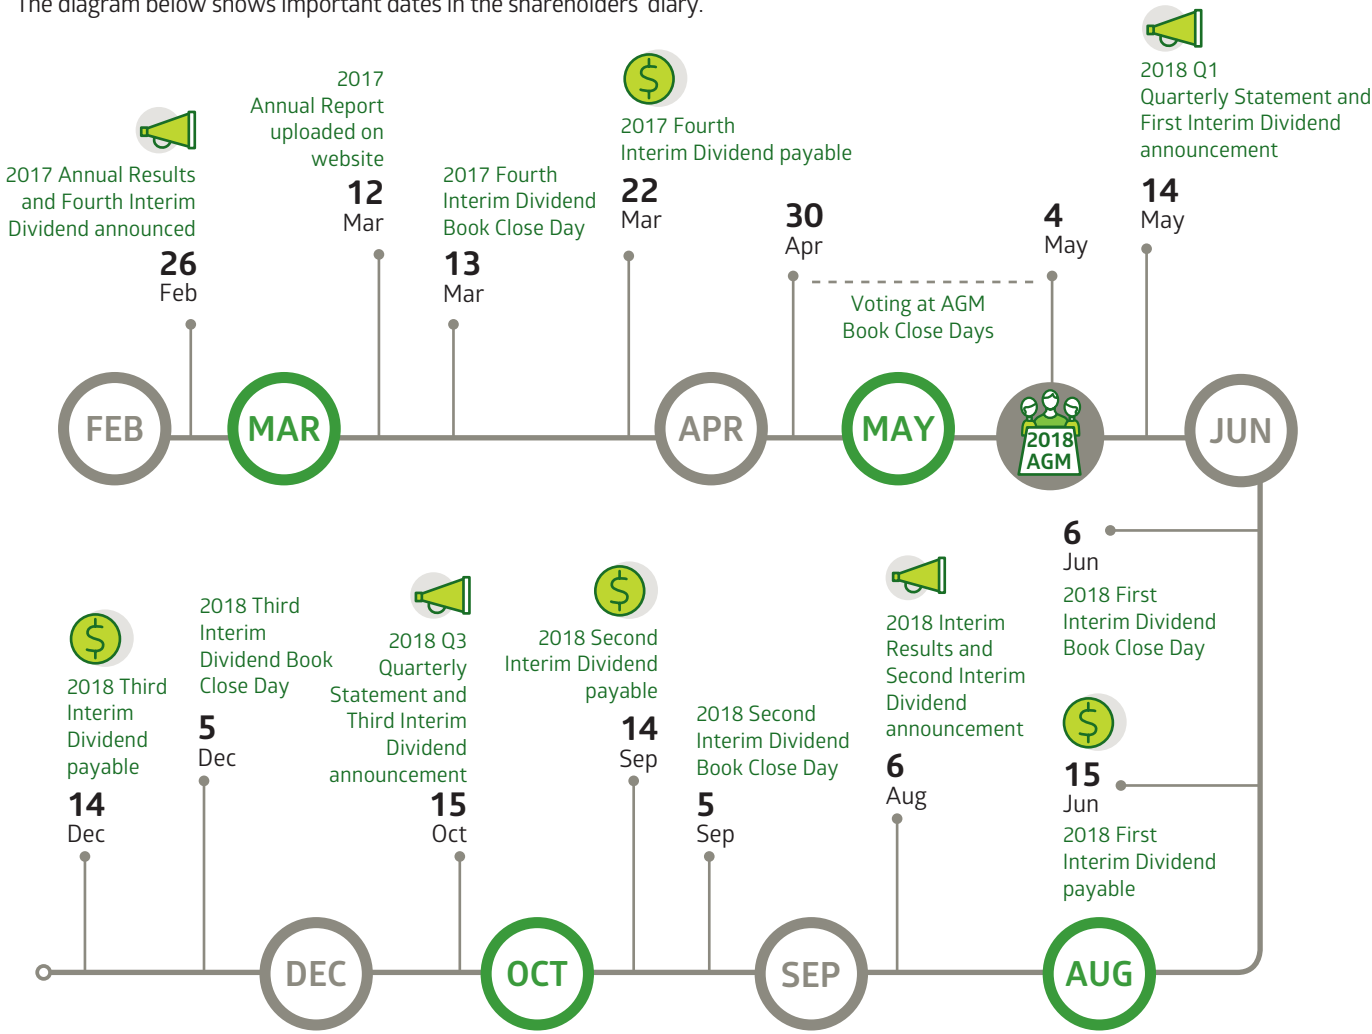 The diagram below shows important dates in the shareholders' diary.
2017 Annual Results
and Fourth Interim
Dividend announced
26
Feb
2017
Annual Report
uploaded on
website
12
Mar
2017 Fourth
Interim Dividend
Book Close Day
13
Mar
2017 Fourth
Interim Dividend payable
22
Mar
30
Apr
Voting at AGM
Book Close Days
4
May
2018 Q1
Quarterly Statement and
First Interim Dividend
announcement
14
May
FEB
MAR
APR
MAY
2018
AGM
JUN
6
Jun
2018 First
Interim Dividend
Book Close Day
15
Jun
2018 First
Interim Dividend
payable
2018 Interim
Results and
Second Interim
Dividend
announcement
6
Aug
2018 Second
Interim Dividend
Book Close Day
5
Sep
2018 Second
Interim Dividend
payable
14
Sep
2018 Q3
Quarterly
Statement and
Third Interim
Dividend
announcement
15
Oct
2018 Third
Interim
Dividend Book
Close Day
5
Dec
2018 Third
Interim
Dividend
payable
14
Dec
DEC
OCT
SEP
AUG